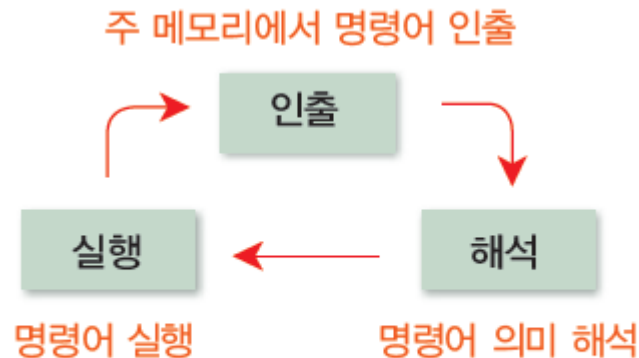 주 메모리에서 명령어 인출
인출
실행
해석
명령어 실행
명령어 의미 해석